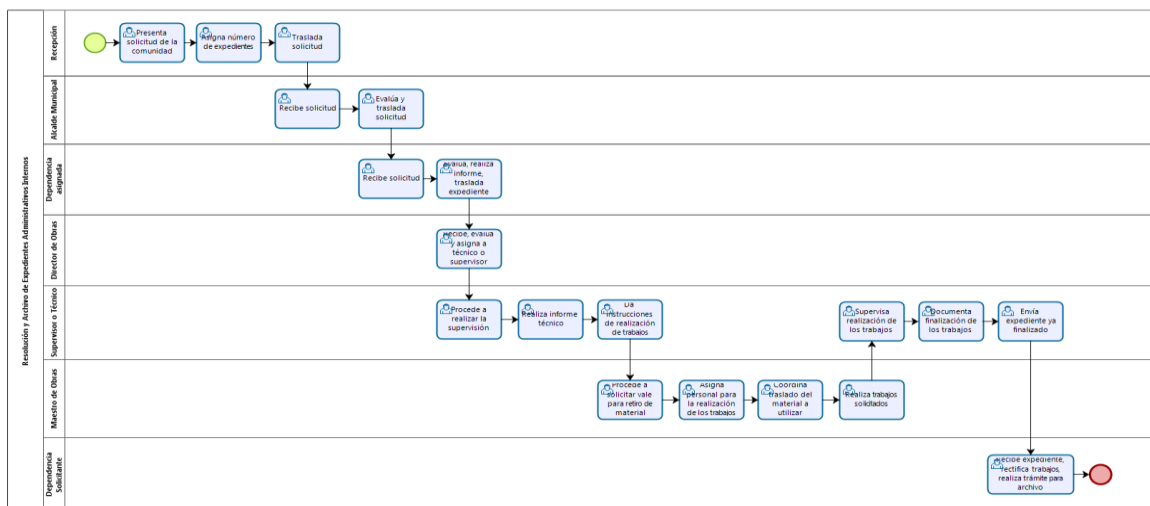 Resolución y Archivo de Expedientes Administrativos Internos
Recepción
Presenta
solicitud de la
comunidad
Asigna número
de expedientes
Traslada
solicitud
Alcalde Municipal
Recibe solicitud
Evalúa y
traslada
solicitud
Dependencia
asignada
Recibe solicitud
Evalúa, realiza
informe,
traslada
expediente
Director de Obras
Recibe, evalúa
y asigna a
técnico o
supervisor
Supervisor o Técnico
Procede a
realizar la
supervisión
Realiza informe
técnico
Da
instrucciones
de realización
de trabajos
Supervisa
realización de
los trabajos
Documenta
finalización de
los trabajos
Envía
expediente ya
finalizado
Maestro de Obras
Procede a
solicitar vale
para retiro de
material
Asigna
personal para
la realización
de los trabajos
Coordina
traslado del
material a
utilizar
Realiza trabajos
solicitados
Dependencia
Solicitante
Recibe expediente,
rectifica trabajos,
realiza trámite para
archivo